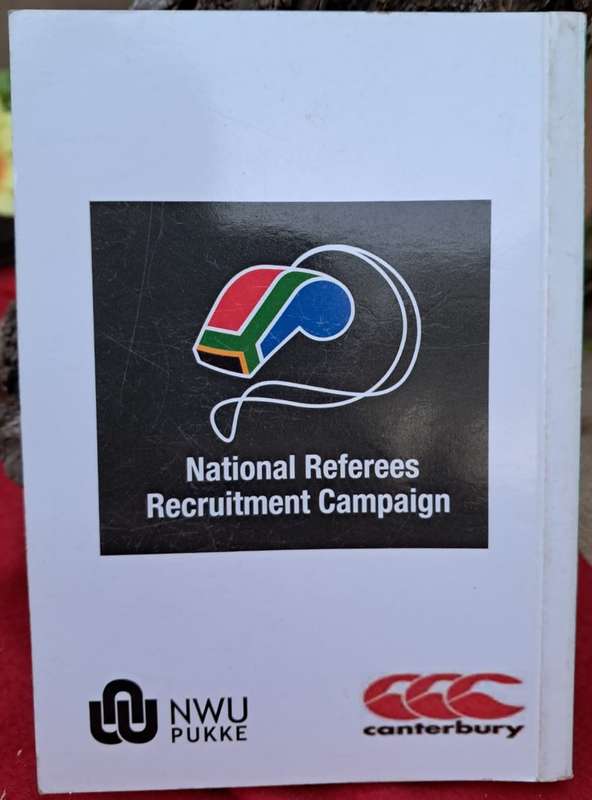 National Referees
Recruitment Campaign
NWU
PUKKE
canterbury